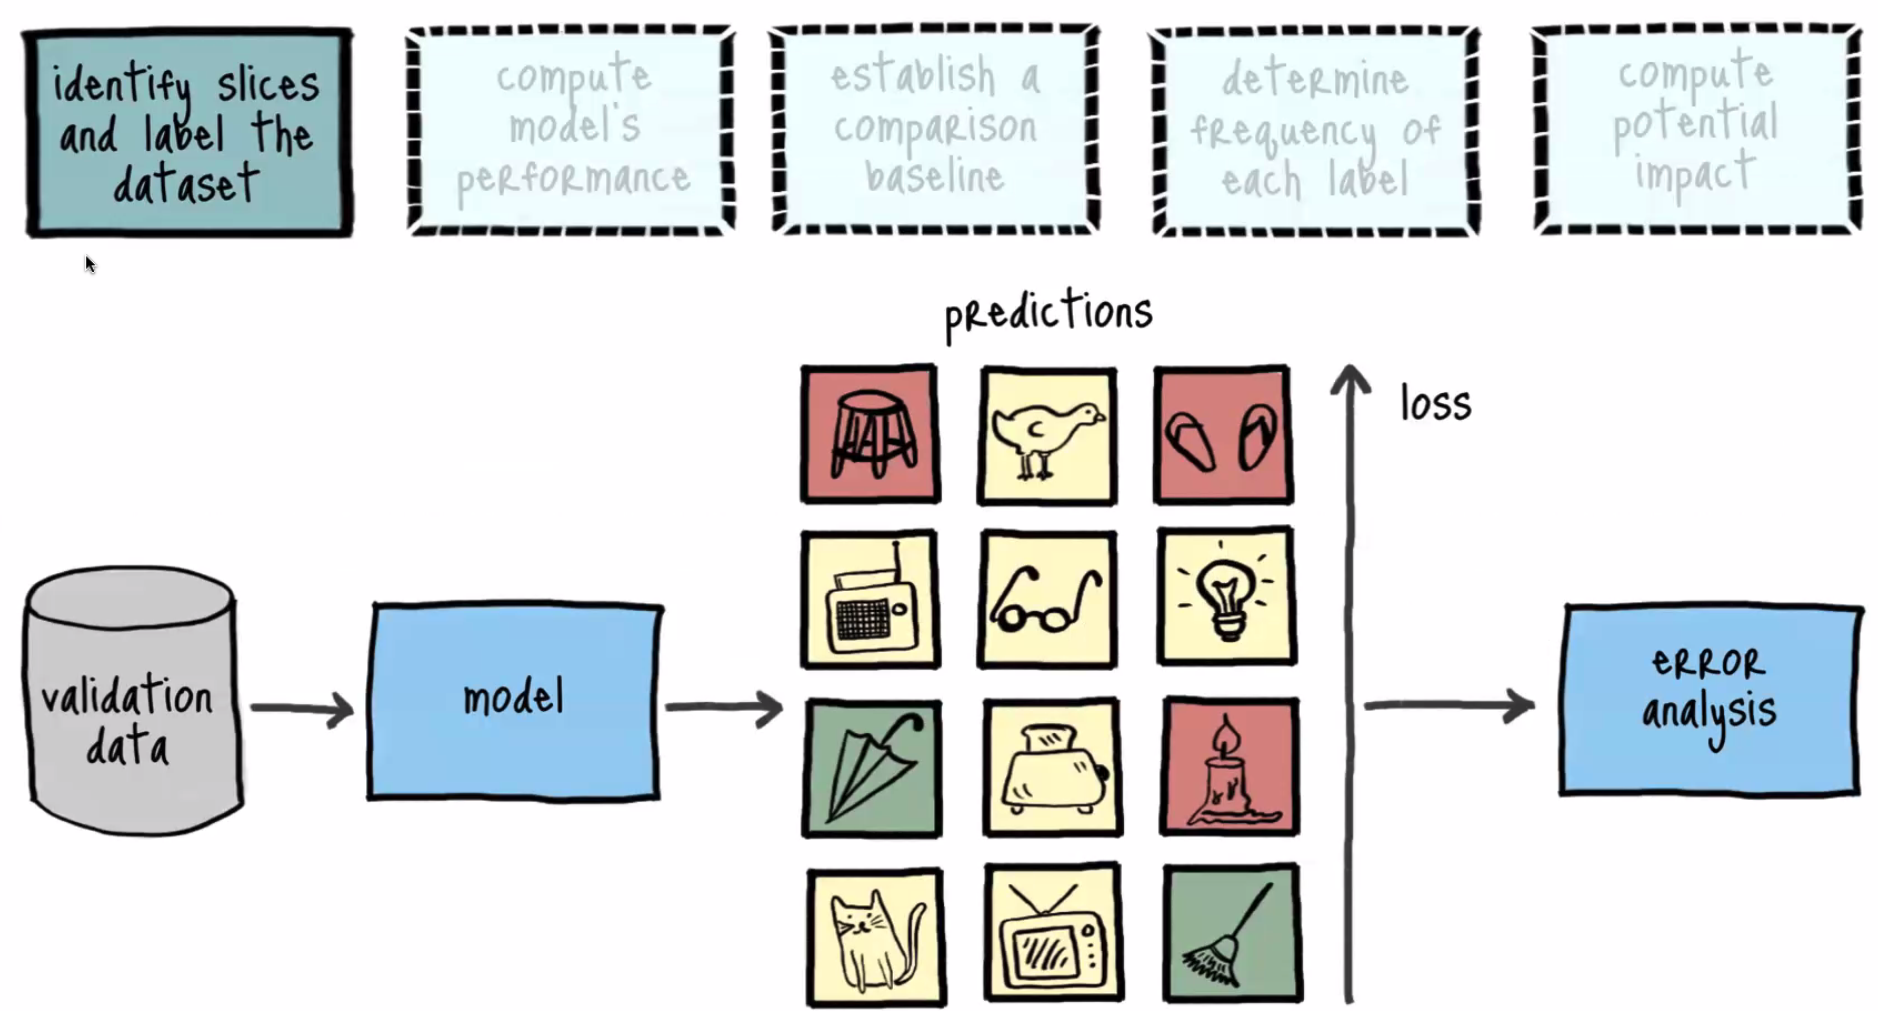 identify slices
and label the
dataset
compute
model's
performance
establish a
comparison
baseline
determine
frequency of
each label
compute
potential
impact
predictions
loss
validation
data
model
error
analysis